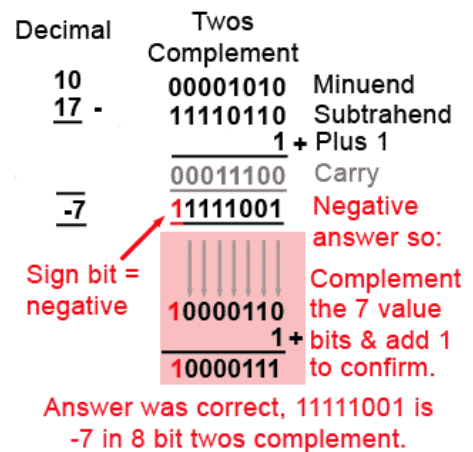 Decimal
Twos
Complement
10 00001010 Minuend
17 - 11110110 Subtrahend
1 + Plus 1
00011100 Carry
-7 11111001 Negative
answer so:
Sign bit =
negative
Complement
10000110 the 7 value
1 + bits & add 1
10000111 to confirm.
Answer was correct, 11111001 is
-7 in 8 bit twos complement.